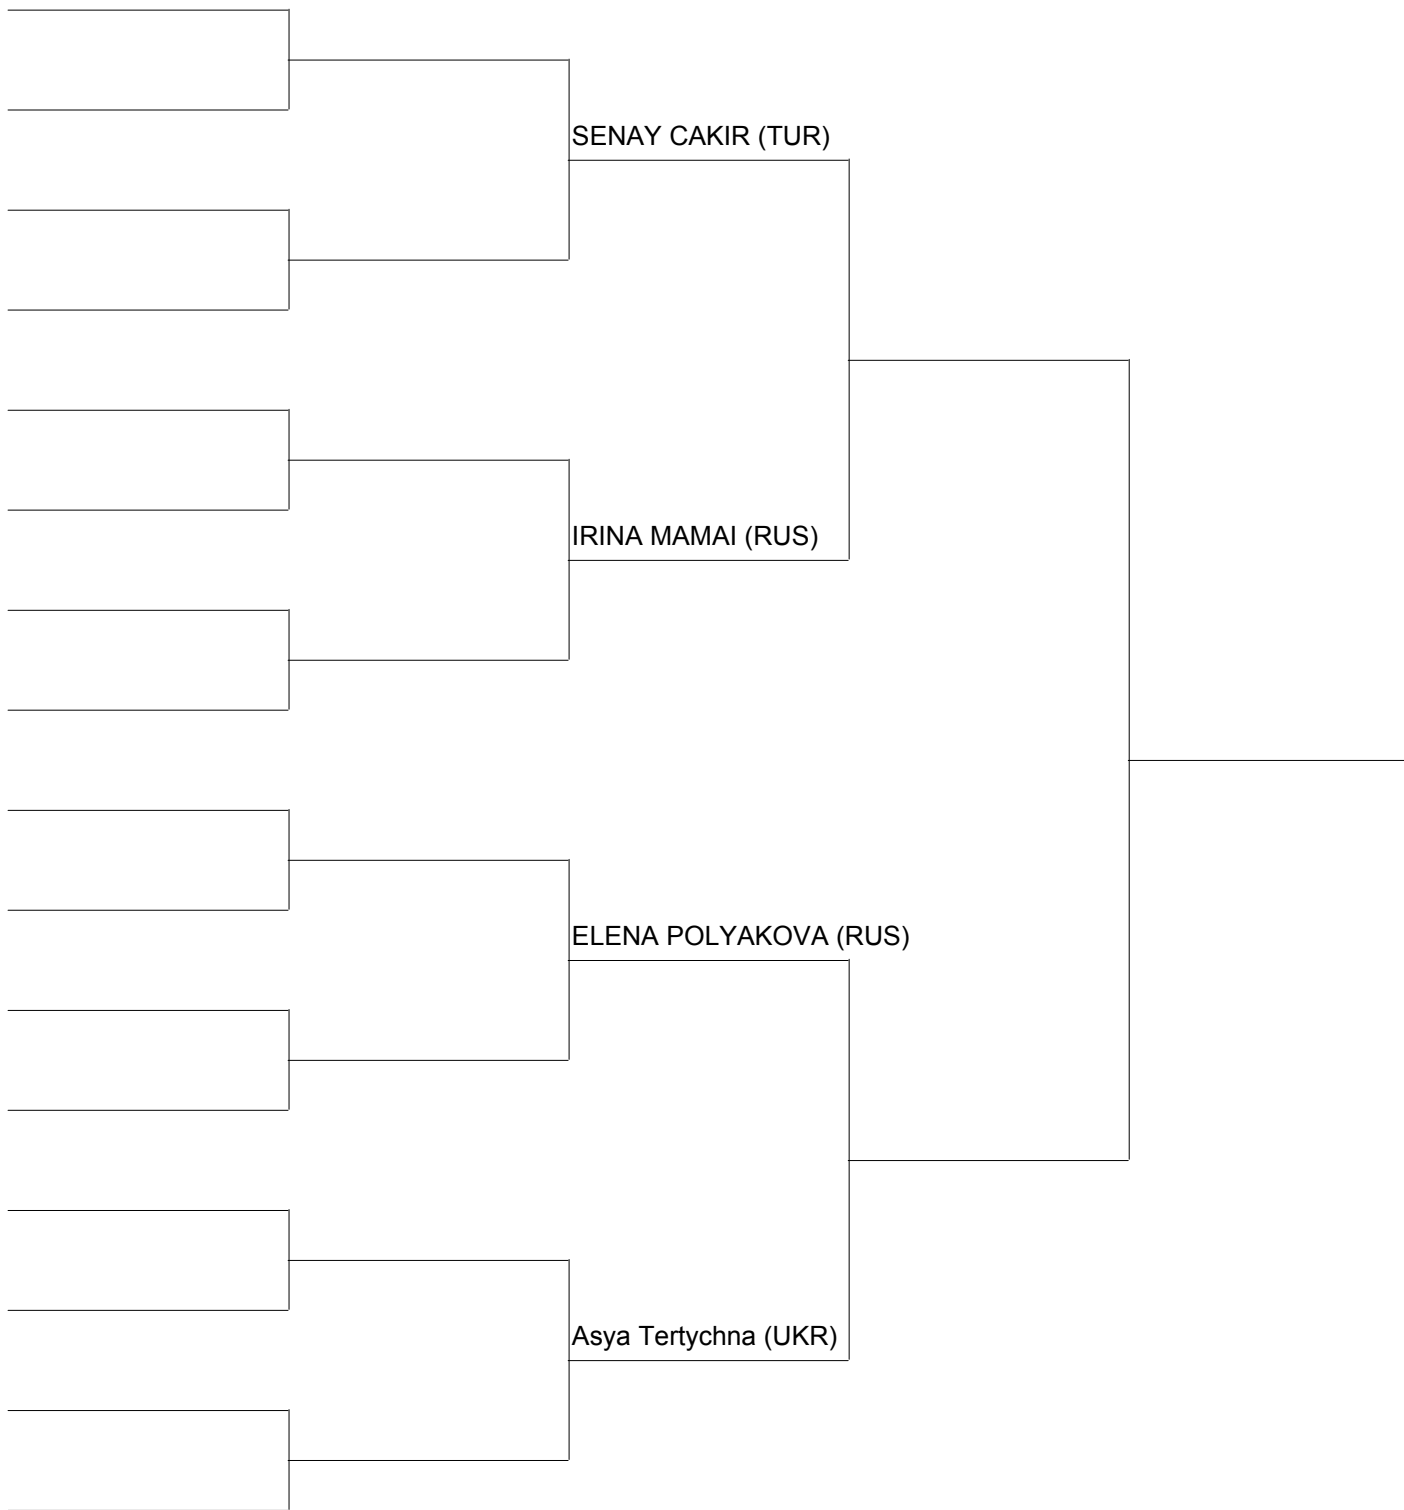 SENAY CAKIR (TUR)
IRINA MAMAI (RUS)
ELENA POLYAKOVA (RUS)
Asya Tertychna (UKR)